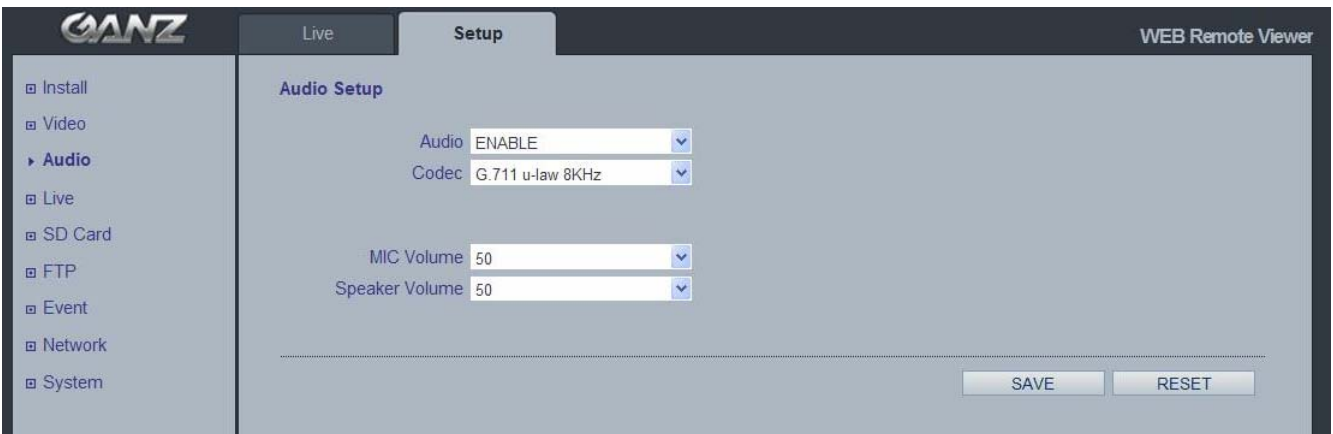 GANZ
Live
Setup
WEB Remote Viewer
Install
Video
Audio
Live
SD Card
FTP
Event
Network
System
Audio Setup
Audio ENABLE
Codec G.711 u-law 8KHz
MIC Volume 50
Speaker Volume 50
SAVE
RESET